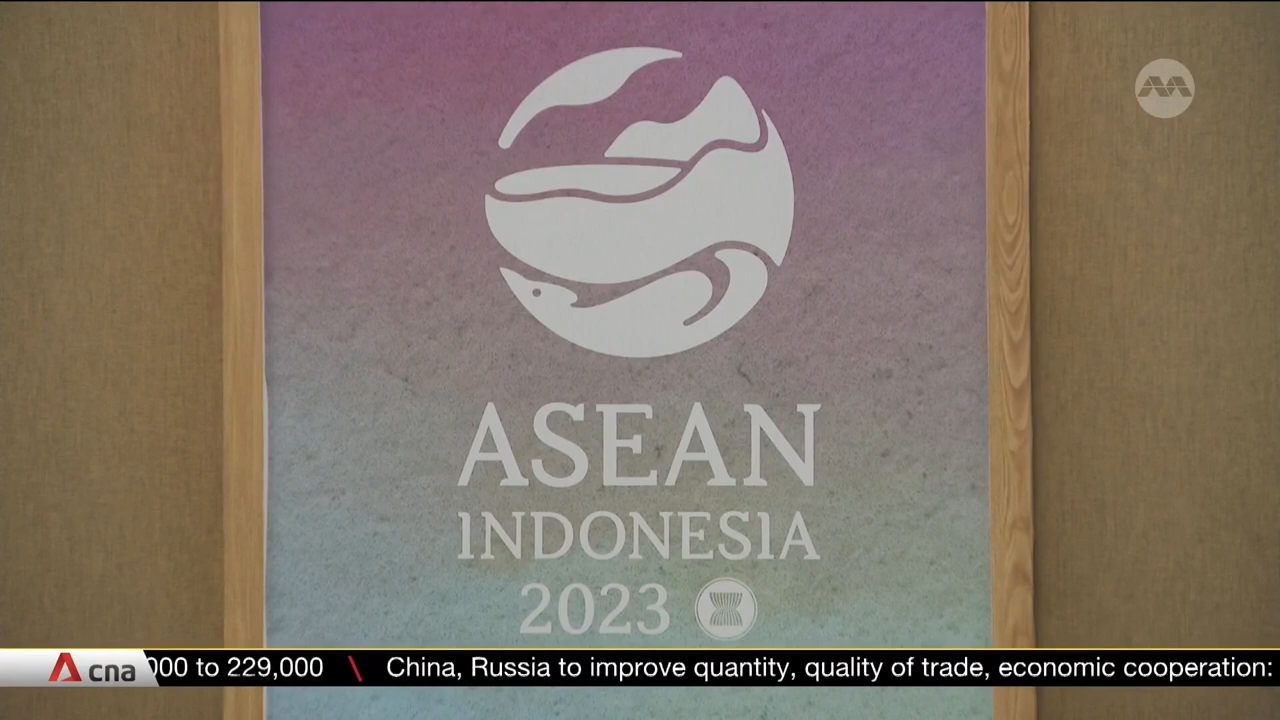 ASEAN
INDONESIA
2023
cna
000 to 229,000 \ China, Russia to improve quantity, quality of trade, economic cooperation: